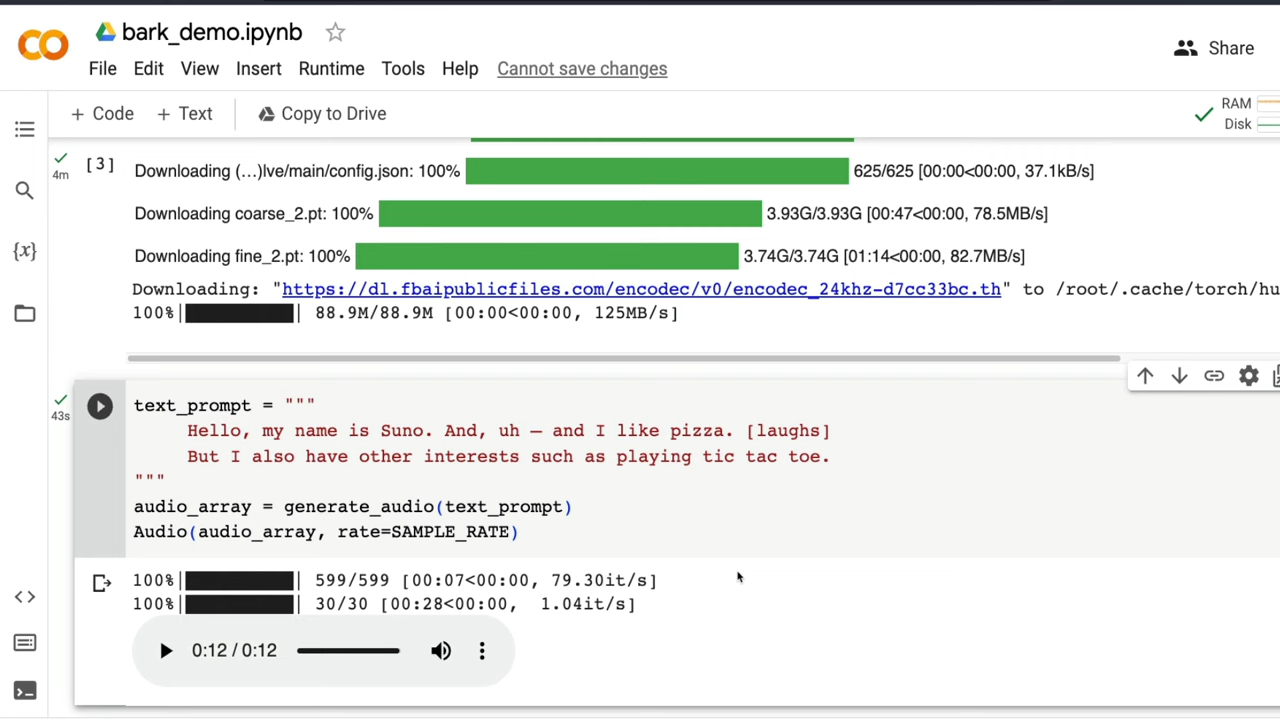 bark_demo.ipynb
Share
File Edit View Insert Runtime Tools Help Cannot save changes
+ Code + Text Copy to Drive
RAM
Disk
4m
[3]
Downloading (…)lve/main/config.json: 100% 625/625 [00:00<00:00, 37.1kB/s]
Downloading coarse_2.pt: 100% 3.93G/3.93G [00:47<00:00, 78.5MB/s]
Downloading fine_2.pt: 100% 3.74G/3.74G [01:14<00:00, 82.7MB/s]
Downloading: "https://dl.fbaipublicfiles.com/encodec/v0/encodec_24khz-d7cc33bc.th" to /root/.cache/torch/hu
100%| | 88.9M/88.9M [00:00<00:00, 125MB/s]
{x}
43s
text_prompt = """
Hello, my name is Suno. And, uh — and I like pizza. [laughs]
But I also have other interests such as playing tic tac toe.
"""
audio_array = generate_audio(text_prompt)
Audio(audio_array, rate=SAMPLE_RATE)
100%| | 599/599 [00:07<00:00, 79.30it/s]
100%| | 30/30 [00:28<00:00, 1.04it/s]
0:12 / 0:12